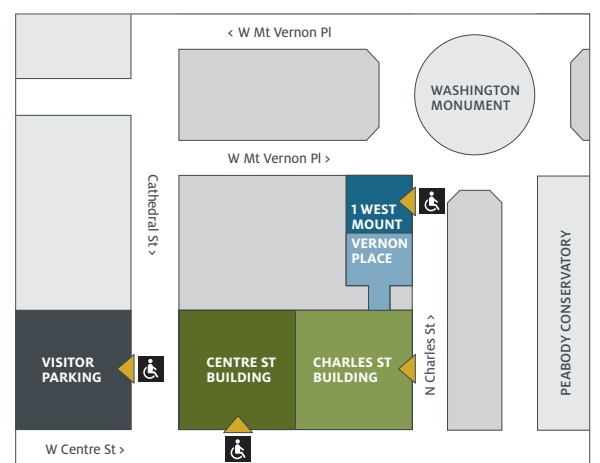 < W Mt Vernon Pl
WASHINGTON
MONUMENT
W Mt Vernon Pl >
Cathedral St >
1 WEST
MOUNT
VERNON
PLACE
N Charles St >
PEABODY CONSERVATORY
VISITOR
PARKING
CENTRE ST
BUILDING
CHARLES ST
BUILDING
W Centre St >